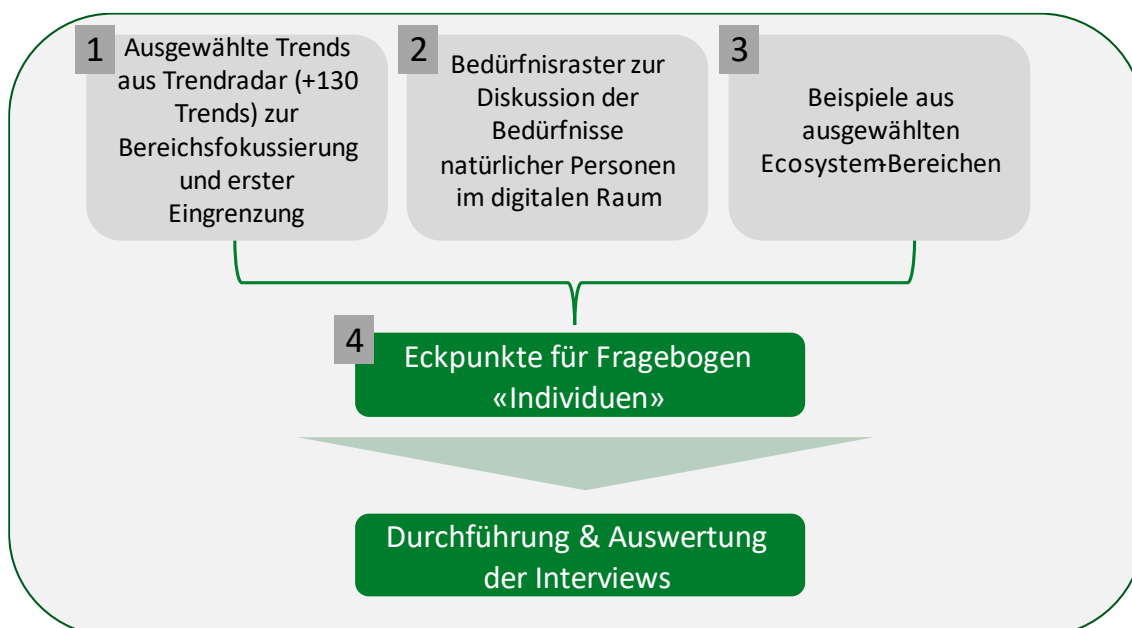 1
Ausgewählte Trends
aus Trendradar (+130
Trends) zur
Bereichsfokussierung
und erster
Eingrenzung
2
Bedürfnisraster zur
Diskussion der
Bedürfnisse
natürlicher Personen
im digitalen Raum
3
Beispiele aus
ausgewählten
Ecosystem-Bereichen
4
Eckpunkte für Fragebogen
«Individuen»
Durchführung & Auswertung
der Interviews